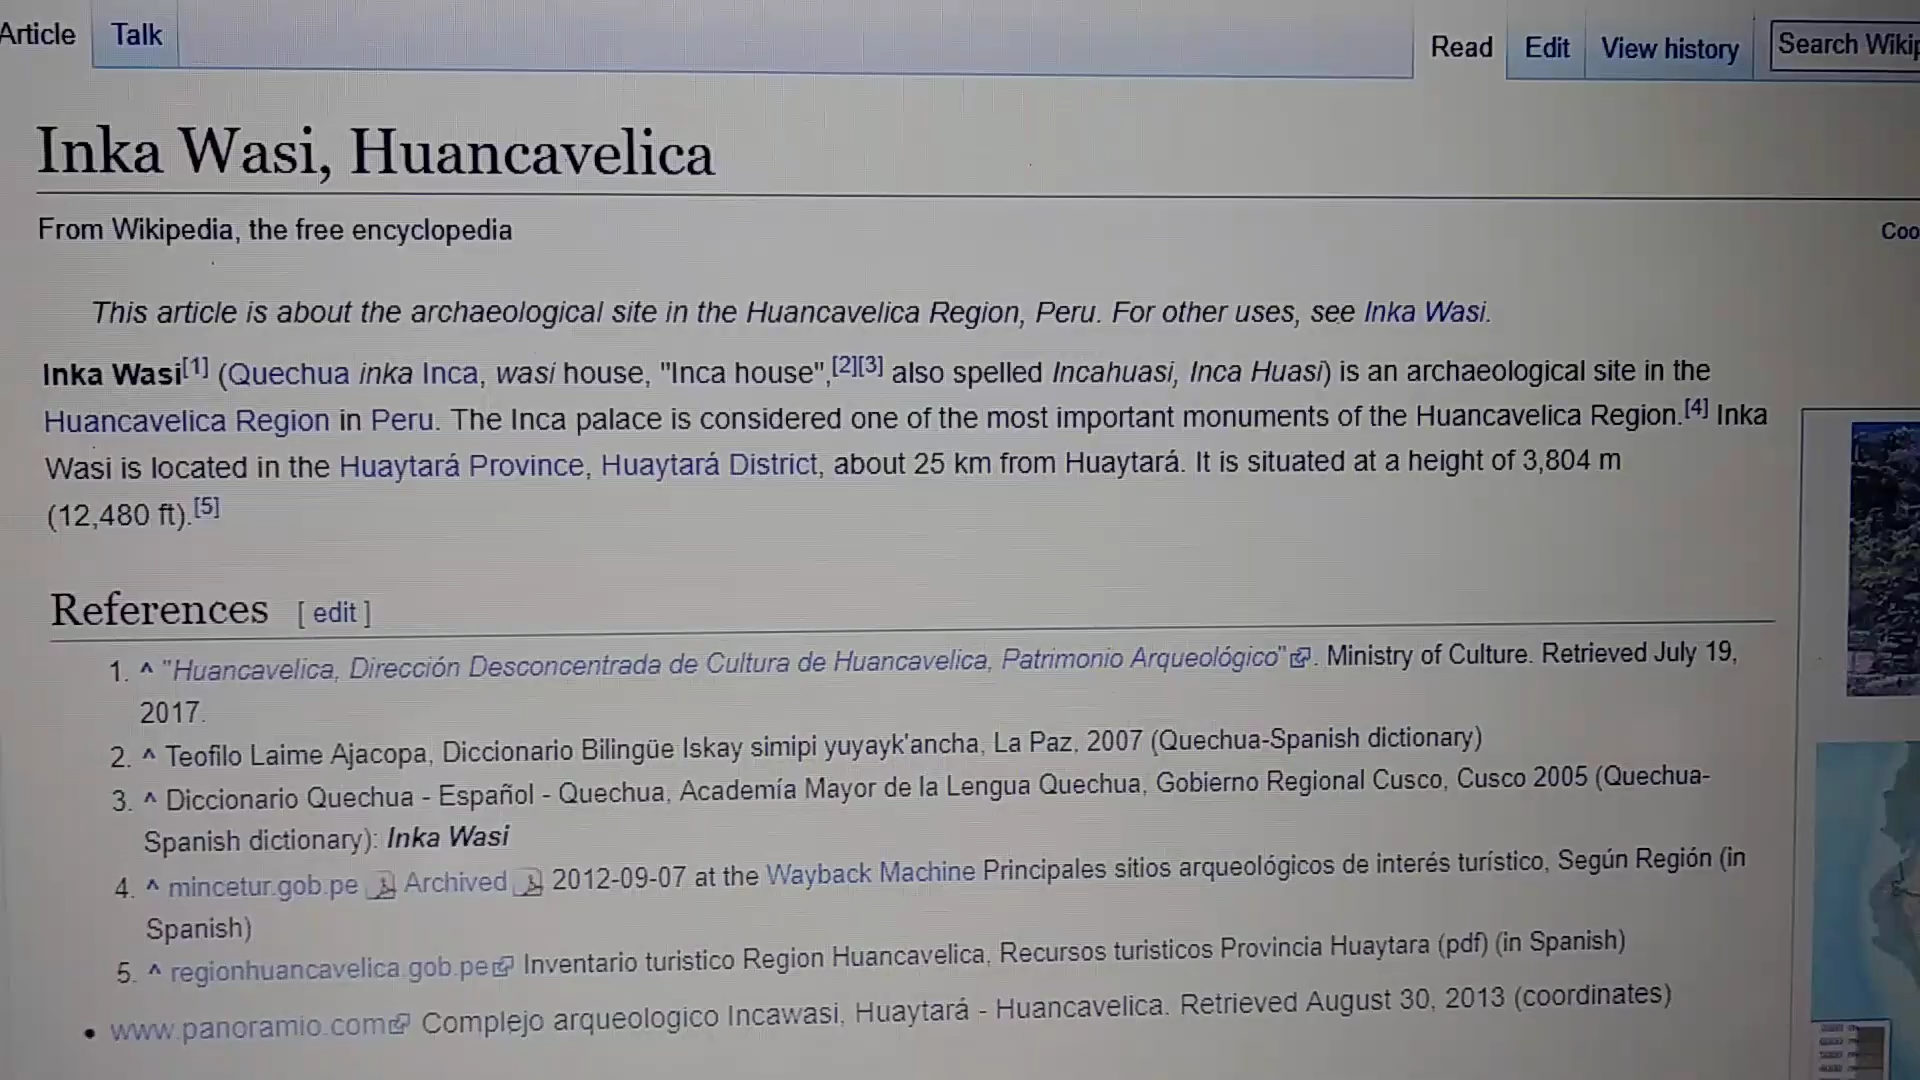 Article Talk Read Edit View history Search
Inka Wasi, Huancavelica
From Wikipedia, the free encyclopedia
This article is about the archaeological site in the Huancavelica Region, Peru. For other uses, see Inka Wasi.
Inka Wasi[1] (Quechua inka Inca, wasi house, "Inca house",[2][3] also spelled Incahuasi, Inca Huasi) is an archaeological site in the
Huancavelica Region in Peru. The Inca palace is considered one of the most important monuments of the Huancavelica Region.[4] Inka
Wasi is located in the Huaytará Province, Huaytará District, about 25 km from Huaytará. It is situated at a height of 3,804 m
(12,480 ft).[5]
References [ edit ]
1. ^ "Huancavelica, Dirección Desconcentrada de Cultura de Huancavelica, Patrimonio Arqueológico". Ministry of Culture. Retrieved July 19,
2017.
2. ^ Teofilo Laime Ajacopa, Diccionario Bilingüe Iskay simipi yuyayk'ancha, La Paz, 2007 (Quechua-Spanish dictionary)
3. ^ Diccionario Quechua - Español - Quechua, Academía Mayor de la Lengua Quechua, Gobierno Regional Cusco, Cusco 2005 (Quechua-
Spanish dictionary): Inka Wasi
4. ^ mincetur.gob.pe Archived 2012-09-07 at the Wayback Machine Principales sitios arqueológicos de interés turístico, Según Región (in
Spanish)
5. ^ regionhuancavelica.gob.pe Inventario turistico Region Huancavelica, Recursos turisticos Provincia Huaytara (pdf) (in Spanish)
• www.panoramio.com Complejo arqueologico Incawasi, Huaytará - Huancavelica. Retrieved August 30, 2013 (coordinates)